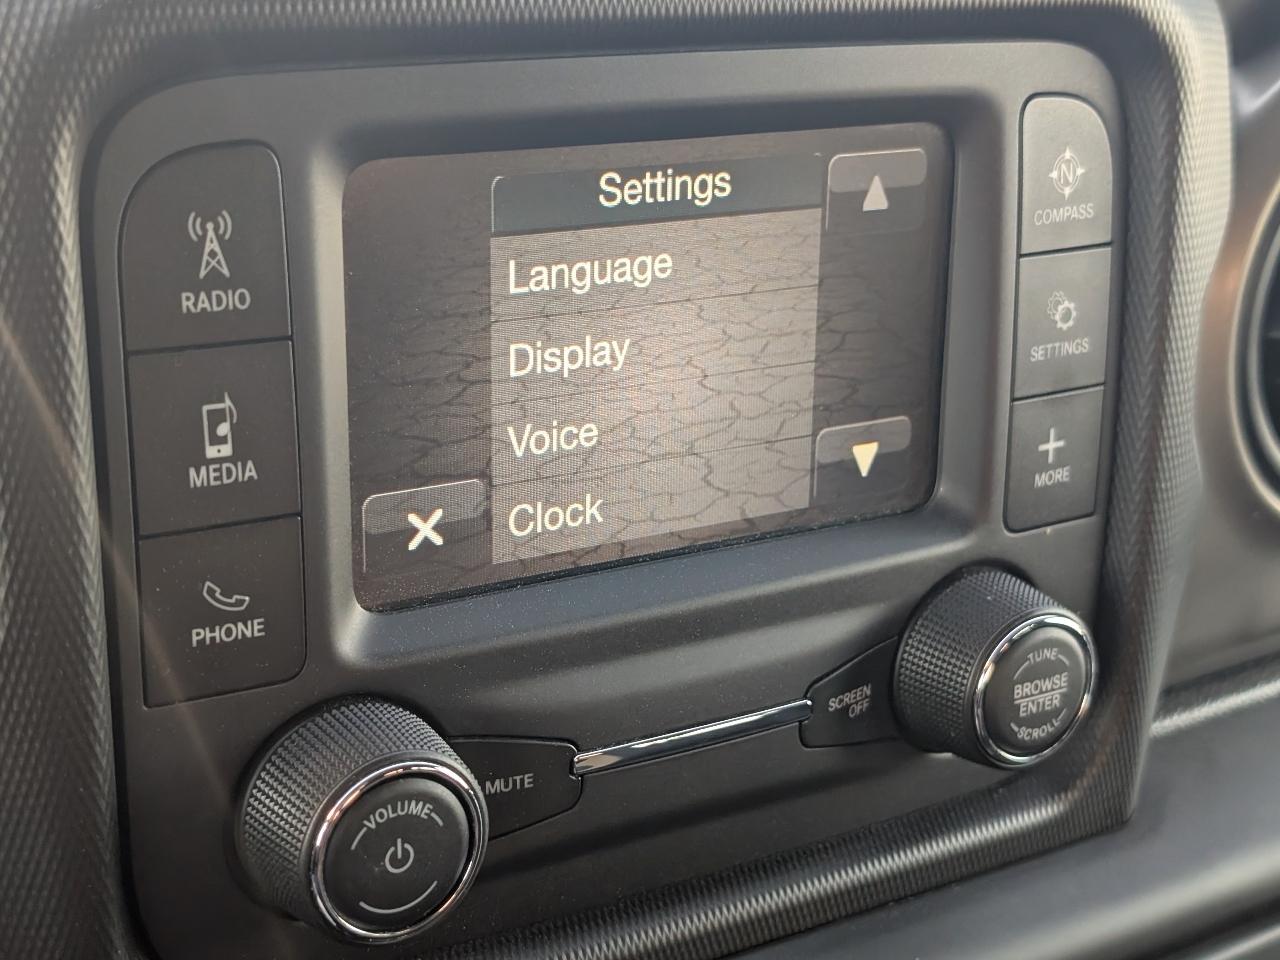 RADIO
MEDIA
PHONE
Settings
Language
Display
Voice
Clock
N
COMPASS
SETTINGS
MORE
VOLUME
MUTE
SCREEN
OFF
TUNE
BROWSE
ENTER
SCROLL